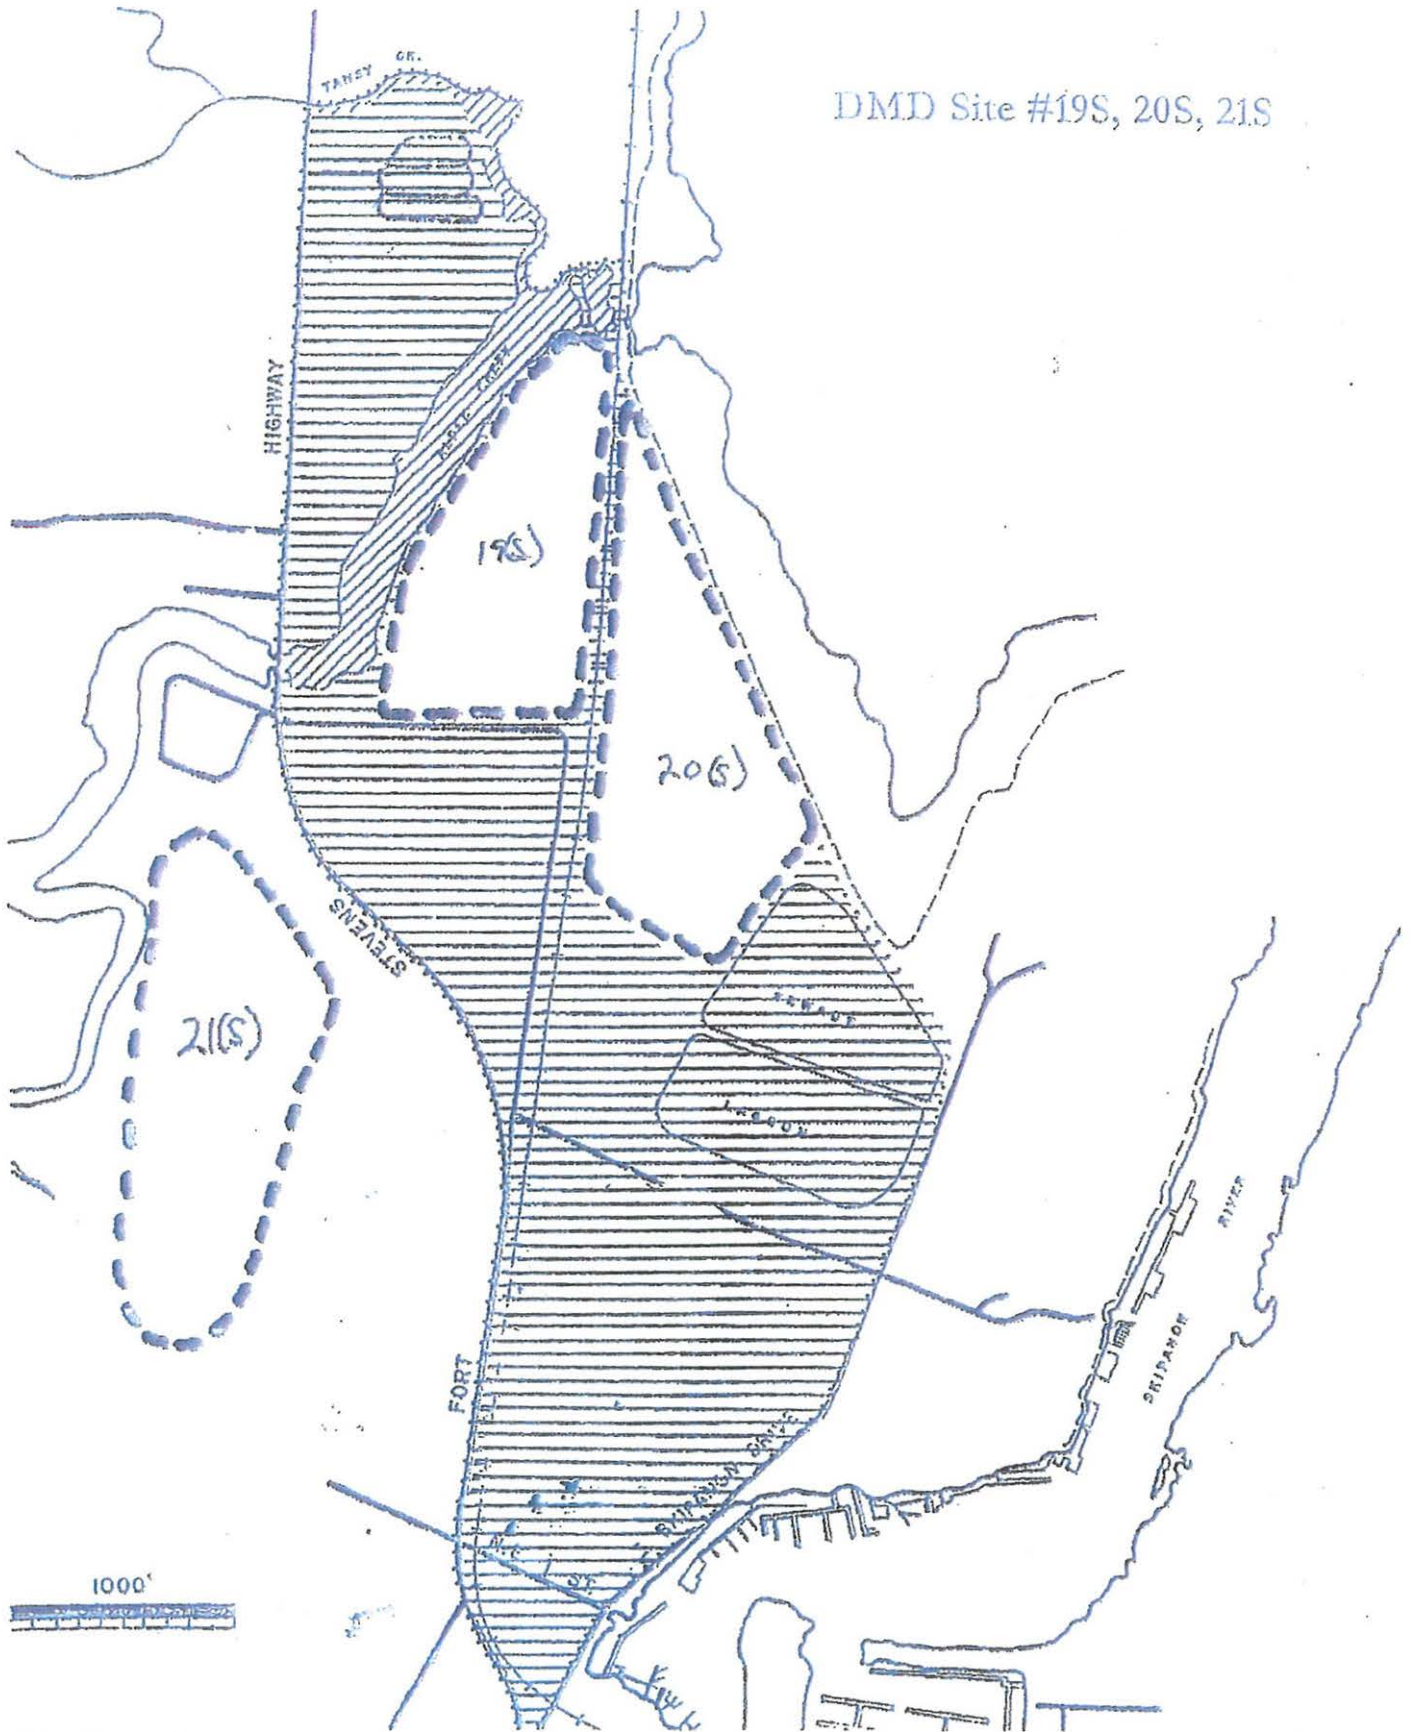 DMD Site #19S, 20S, 21S
TANSY CR.
HIGHWAY
19(S)
20(S)
21(S)
STEVENS
LAGOON
RIVER
SKIPANON
FORT
SKIPANON DRIVE
ST.
1000'